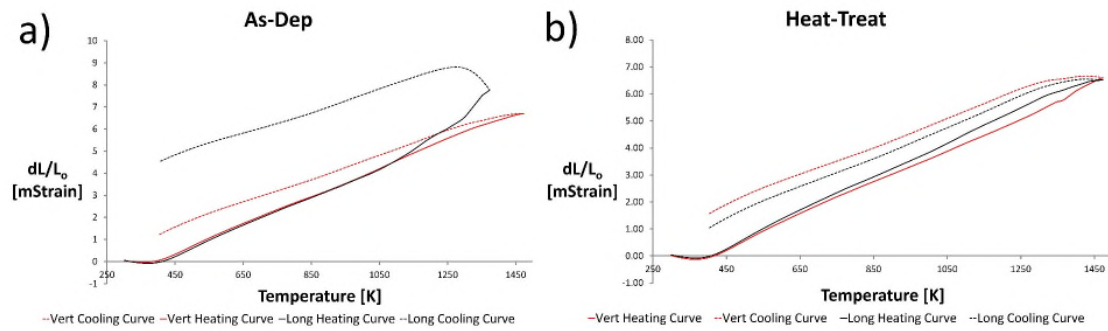 a)
As-Dep
10
9
8
7
6
5
4
3
2
1
0
-1
dL/Lo
[mStrain]
250 450 650 850 1050 1250 1450
Temperature [K]
Vert Cooling Curve Vert Heating Curve Long Heating Curve Long Cooling Curve
b)
Heat-Treat
8.00
7.00
6.00
5.00
4.00
3.00
2.00
1.00
0.00
-1.00
dL/Lo
[mStrain]
250 450 650 850 1050 1250 1450
Temperature [K]
Vert Heating Curve Vert Cooling Curve Long Heating Curve Long Cooling Curve